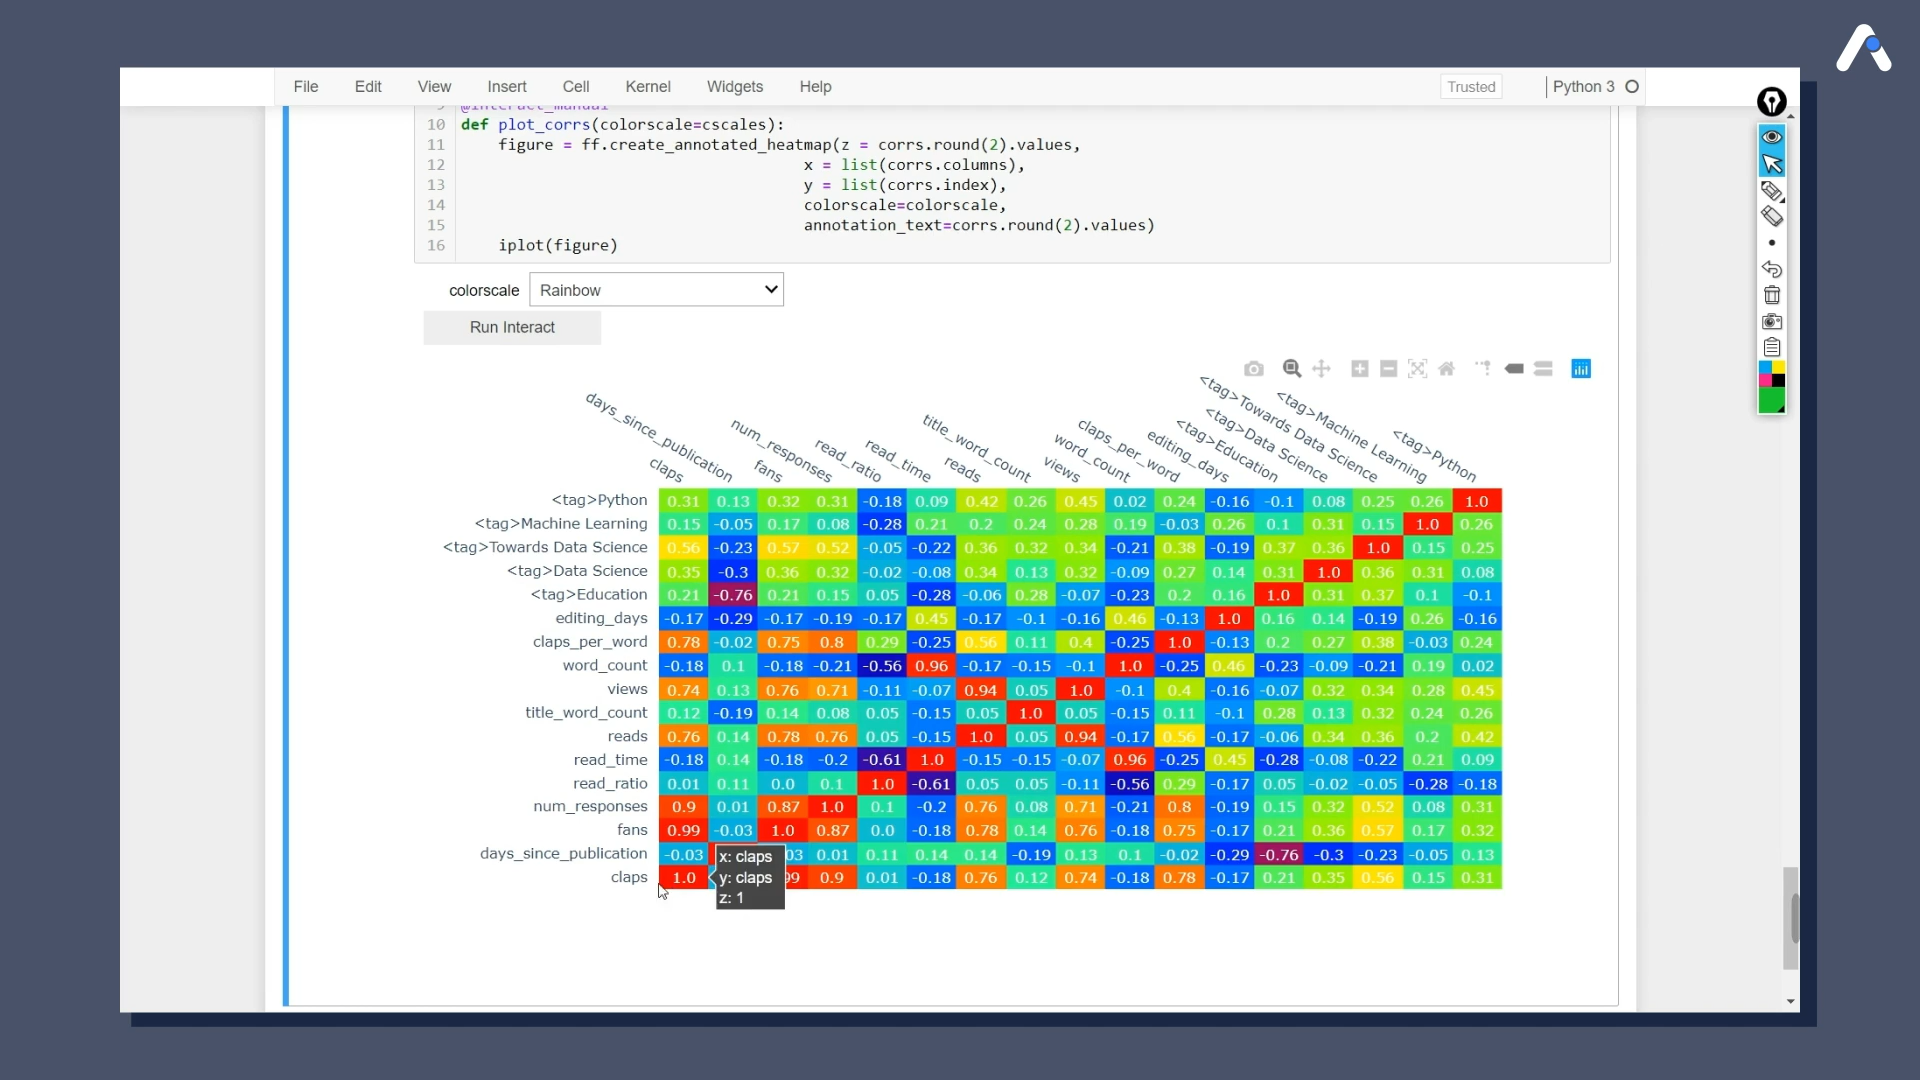 File Edit View Insert Cell Kernel Widgets Help Trusted Python 3
9 @interact_manual
10 def plot_corrs(colorscale=cscales):
11 figure = ff.create_annotated_heatmap(z = corrs.round(2).values,
12 x = list(corrs.columns),
13 y = list(corrs.index),
14 colorscale=colorscale,
15 annotation_text=corrs.round(2).values)
16 iplot(figure)
colorscale Rainbow
Run Interact
claps
days_since_publication
fans
num_responses
read_ratio
read_time
reads
title_word_count
views
word_count
claps_per_word
editing_days
<tag>Education
<tag>Data Science
<tag>Towards Data Science
<tag>Machine Learning
<tag>Python
<tag>Python 0.31 0.13 0.32 0.31 -0.18 0.09 0.42 0.26 0.45 0.02 0.24 -0.16 -0.1 0.08 0.25 0.26 1.0
<tag>Machine Learning 0.15 -0.05 0.17 0.08 -0.28 0.21 0.2 0.24 0.28 0.19 -0.03 0.26 0.1 0.31 0.15 1.0 0.26
<tag>Towards Data Science 0.56 -0.23 0.57 0.52 -0.05 -0.22 0.36 0.32 0.34 -0.21 0.38 -0.19 0.37 0.36 1.0 0.15 0.25
<tag>Data Science 0.35 -0.3 0.36 0.32 -0.02 -0.08 0.34 0.13 0.32 -0.09 0.27 0.14 0.31 1.0 0.36 0.31 0.08
<tag>Education 0.21 -0.76 0.21 0.15 0.05 -0.28 -0.06 0.28 -0.07 -0.23 0.2 0.16 1.0 0.31 0.37 0.1 -0.1
editing_days -0.17 -0.29 -0.17 -0.19 -0.17 0.45 -0.17 -0.1 -0.16 0.46 -0.13 1.0 0.16 0.14 -0.19 0.26 -0.16
claps_per_word 0.78 -0.02 0.75 0.8 0.29 -0.25 0.56 0.11 0.4 -0.25 1.0 -0.13 0.2 0.27 0.38 -0.03 0.24
word_count -0.18 0.1 -0.18 -0.21 -0.56 0.96 -0.17 -0.15 -0.1 1.0 -0.25 0.46 -0.23 -0.09 -0.21 0.19 0.02
views 0.74 0.13 0.76 0.71 -0.11 -0.07 0.94 0.05 1.0 -0.1 0.4 -0.16 -0.07 0.32 0.34 0.28 0.45
title_word_count 0.12 -0.19 0.14 0.08 0.05 -0.15 0.05 1.0 0.05 -0.15 0.11 -0.1 0.28 0.13 0.32 0.24 0.26
reads 0.76 0.14 0.78 0.76 0.05 -0.15 1.0 0.05 0.94 -0.17 0.56 -0.17 -0.06 0.34 0.36 0.2 0.42
read_time -0.18 0.14 -0.18 -0.2 -0.61 1.0 -0.15 -0.15 -0.07 0.96 -0.25 0.45 -0.28 -0.08 -0.22 0.21 0.09
read_ratio 0.01 0.11 0.0 0.1 1.0 -0.61 0.05 0.05 -0.11 -0.56 0.29 -0.17 0.05 -0.02 -0.05 -0.28 -0.18
num_responses 0.9 0.01 0.87 1.0 0.1 -0.2 0.76 0.08 0.71 -0.21 0.8 -0.19 0.15 0.32 0.52 0.08 0.31
fans 0.99 -0.03 1.0 0.87 0.0 -0.18 0.78 0.14 0.76 -0.18 0.75 -0.17 0.21 0.36 0.57 0.17 0.32
days_since_publication -0.03 03 0.01 0.11 0.14 0.14 -0.19 0.13 0.1 -0.02 -0.29 -0.76 -0.3 -0.23 -0.05 0.13
claps 1.0 99 0.9 0.01 -0.18 0.76 0.12 0.74 -0.18 0.78 -0.17 0.21 0.35 0.56 0.15 0.31
x: claps
y: claps
z: 1